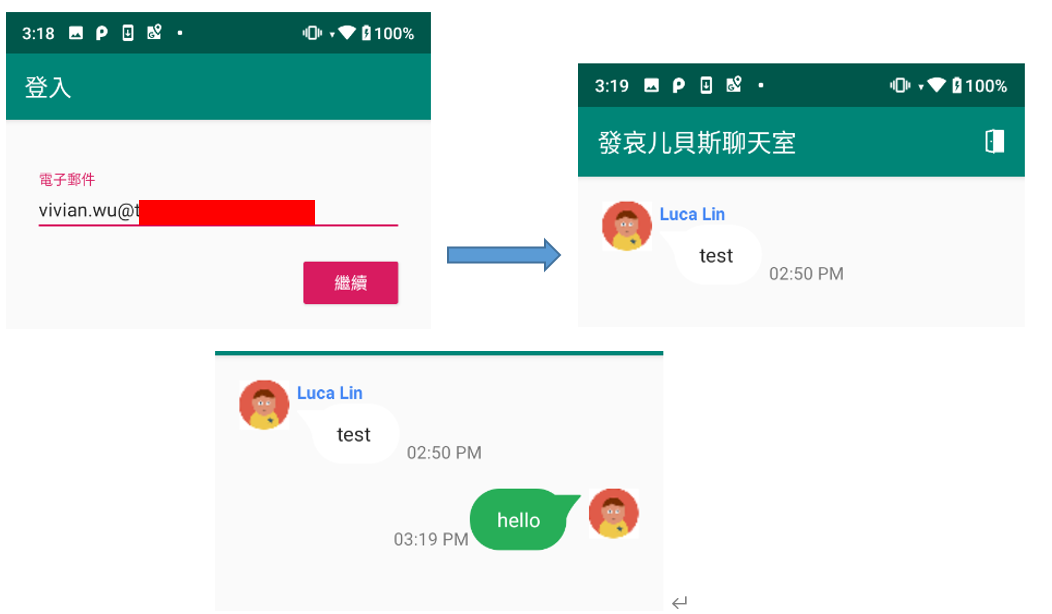 3:18
100%
登入
電子郵件
vivian.wu@t
繼續
3:19
100%
發哀儿貝斯聊天室
Luca Lin
test
02:50 PM
Luca Lin
test
02:50 PM
hello
03:19 PM